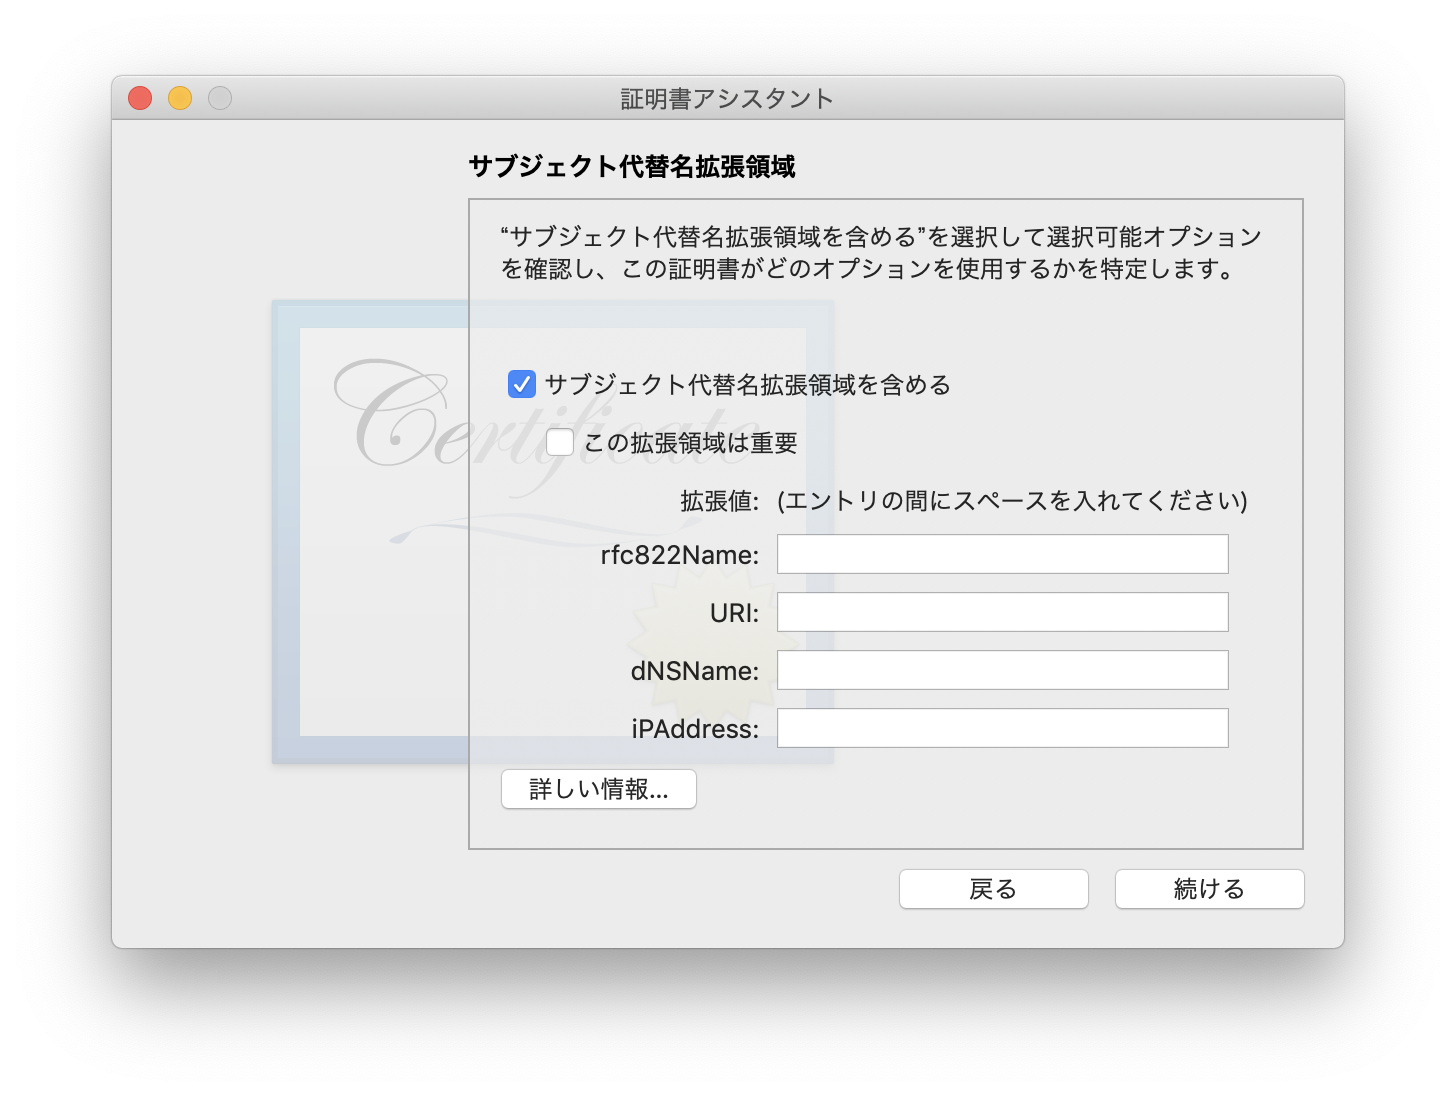 証明書アシスタント
サブジェクト代替名拡張領域
“サブジェクト代替名拡張領域を含める”を選択して選択可能オプション
を確認し、この証明書がどのオプションを使用するかを特定します。
Certificate
サブジェクト代替名拡張領域を含める
この拡張領域は重要
拡張値: (エントリの間にスペースを入れてください)
rfc822Name:
URI:
dNSName:
iPAddress:
詳しい情報...
戻る
続ける